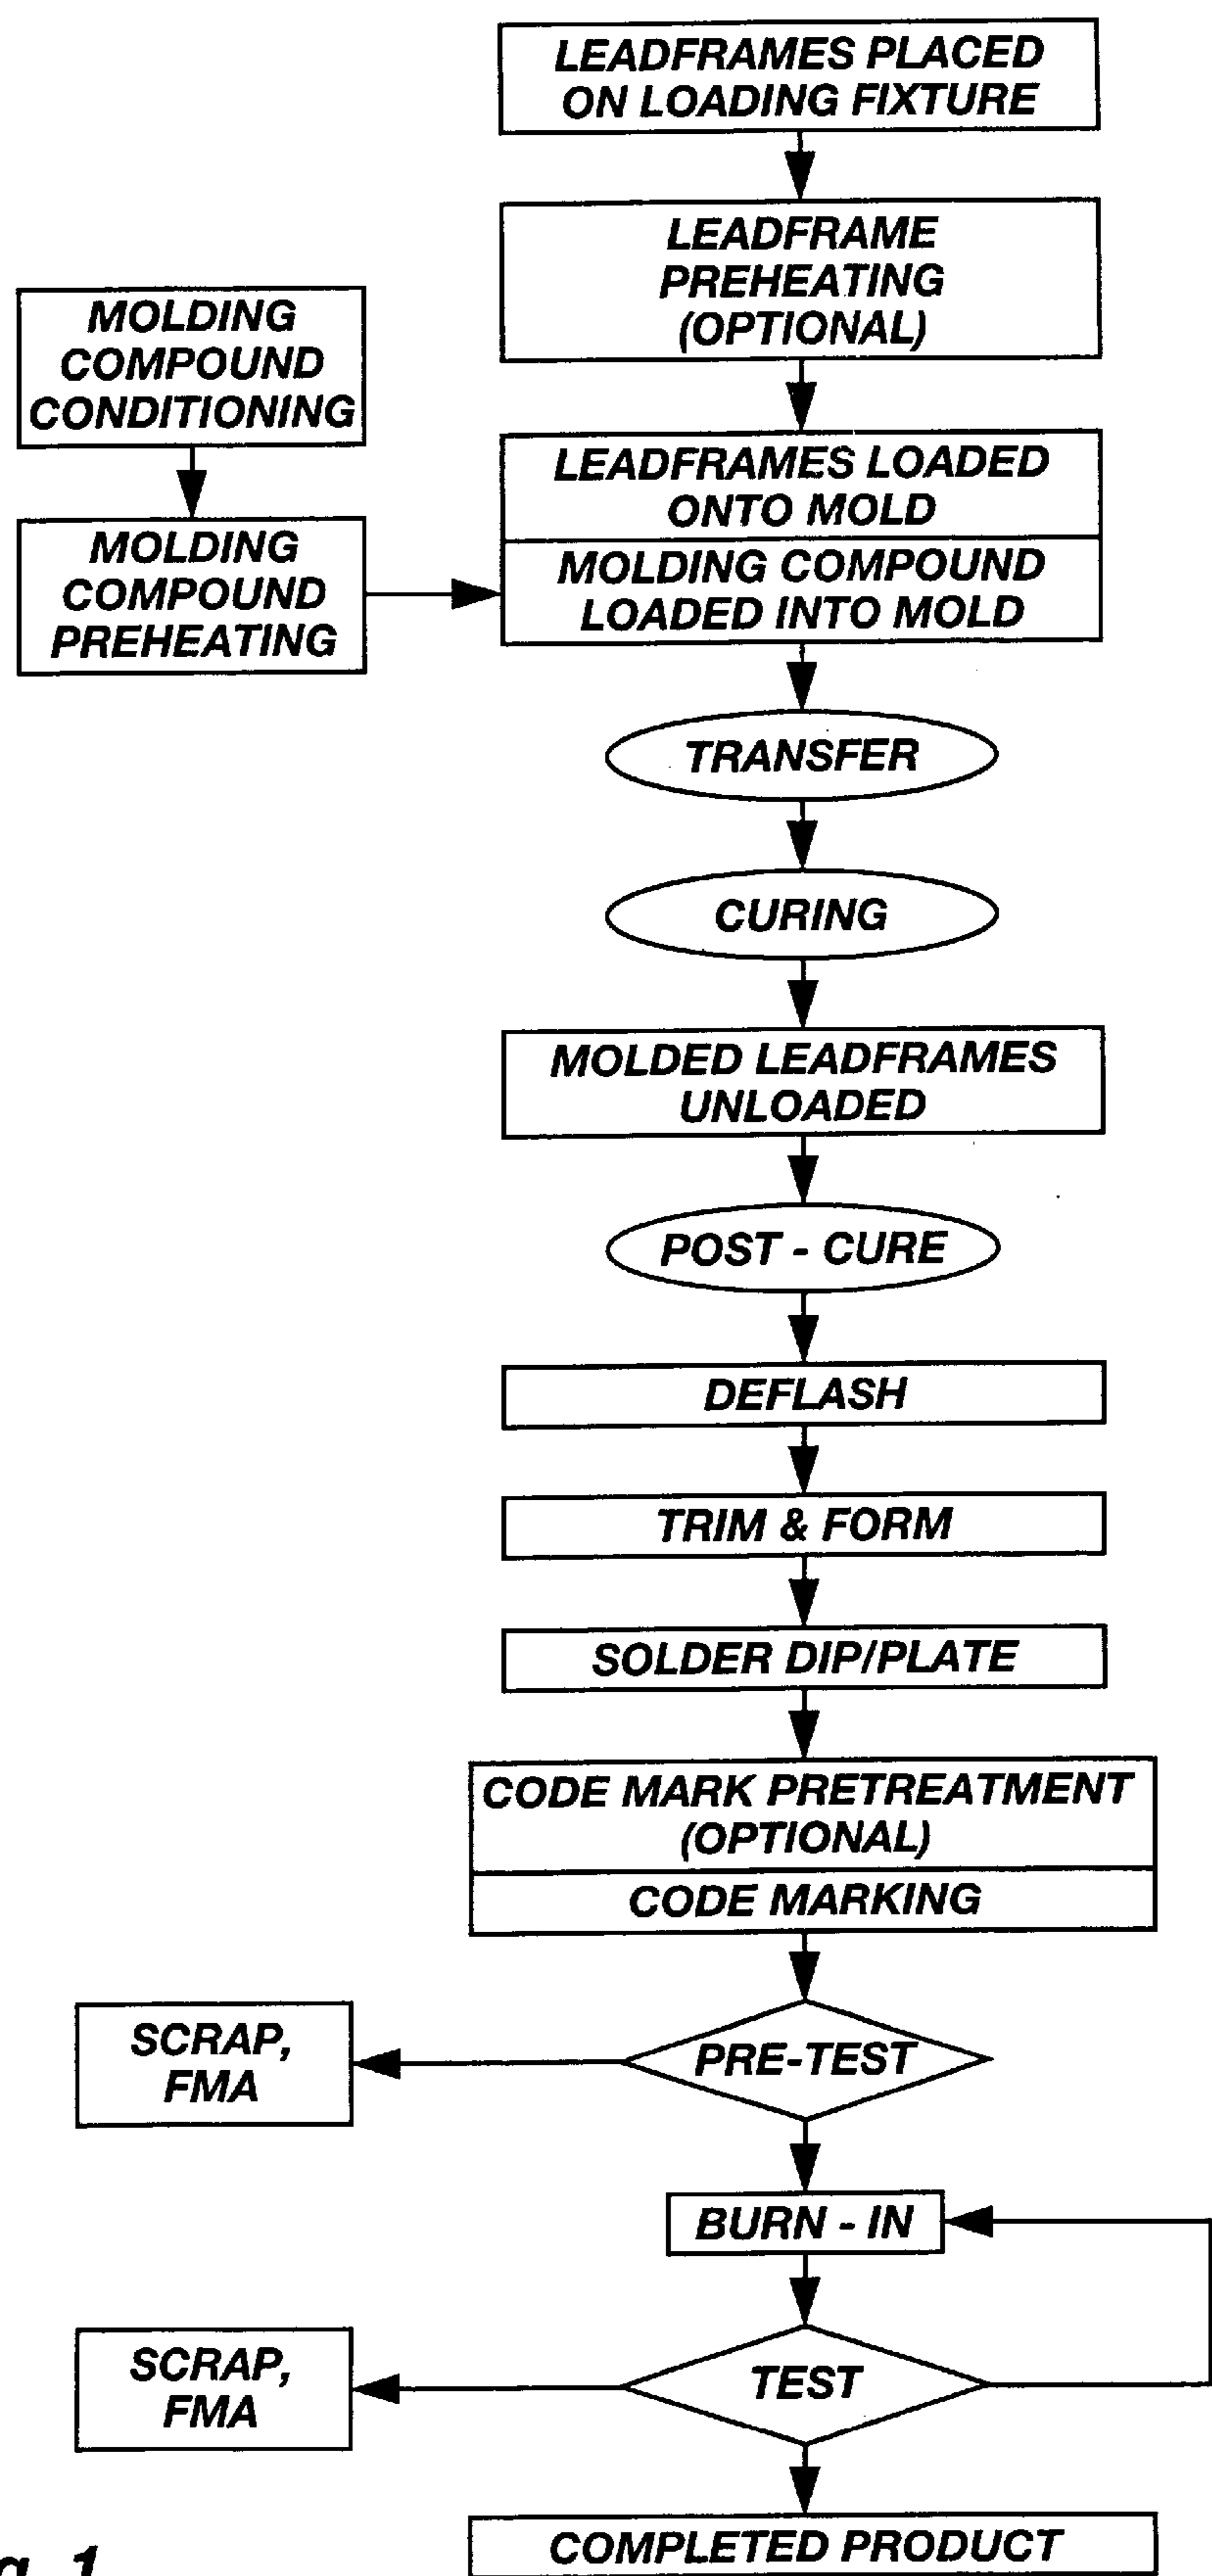 LEADFRAMES PLACED
ON LOADING FIXTURE
LEADFRAME
PREHEATING
(OPTIONAL)
MOLDING
COMPOUND
CONDITIONING
LEADFRAMES LOADED
ONTO MOLD
MOLDING
COMPOUND
PREHEATING
MOLDING COMPOUND
LOADED INTO MOLD
TRANSFER
CURING
MOLDED LEADFRAMES
UNLOADED
POST - CURE
DEFLASH
TRIM & FORM
SOLDER DIP/PLATE
CODE MARK PRETREATMENT
(OPTIONAL)
CODE MARKING
PRE-TEST
SCRAP,
FMA
BURN - IN
TEST
SCRAP,
FMA
COMPLETED PRODUCT
1